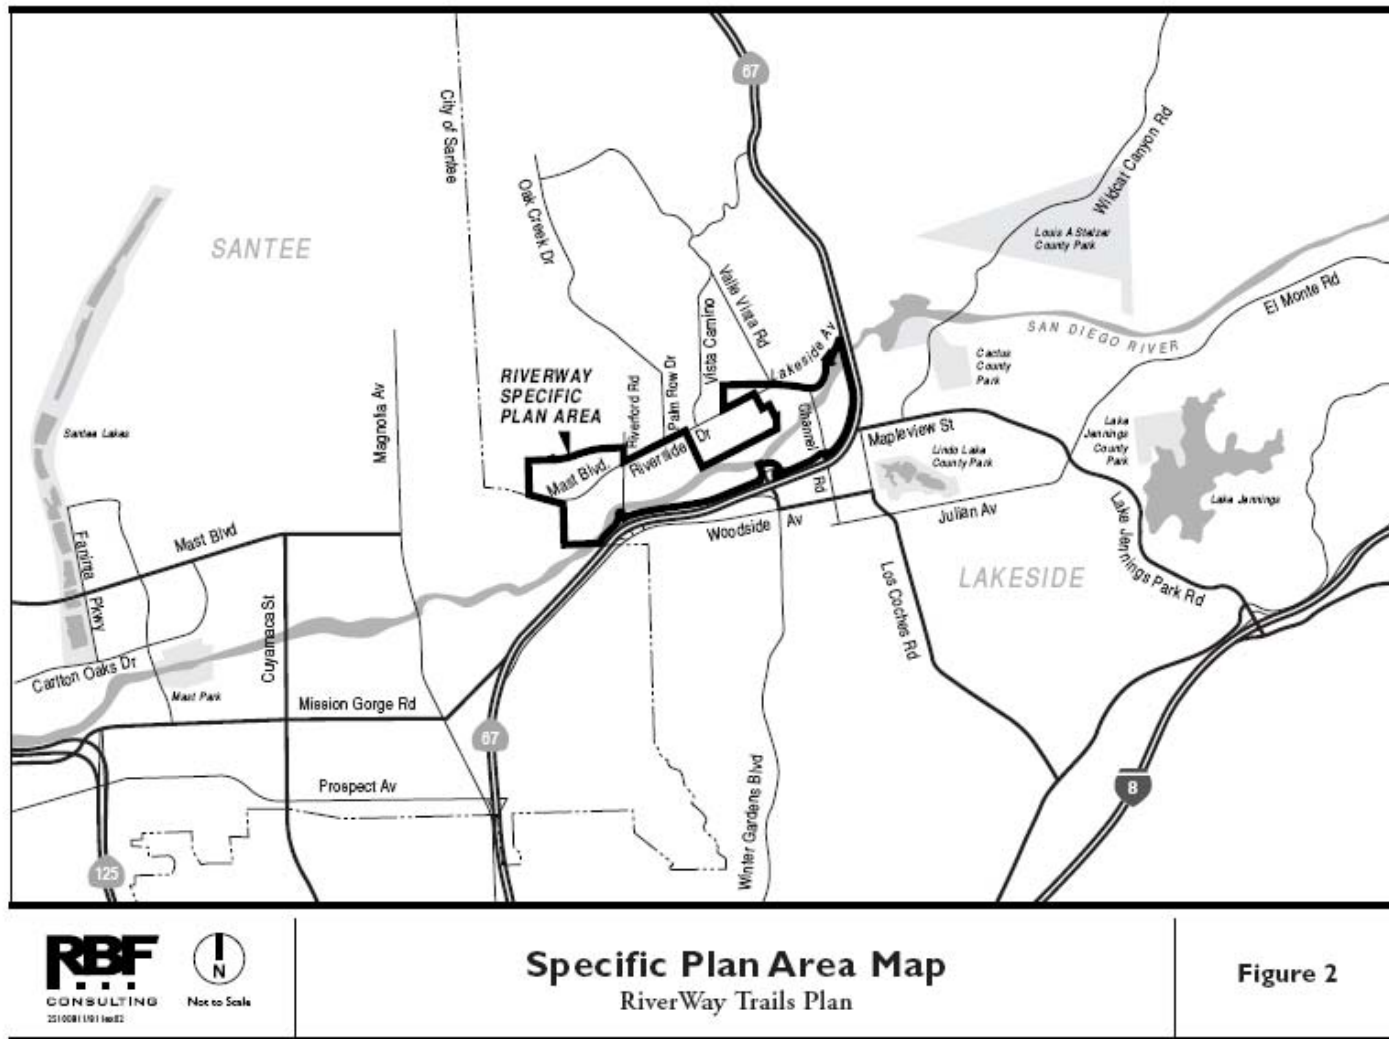 67
City of Santee
Wildcat Canyon Rd
Oak Creek Dr
SANTEE
Louis A Stelzer
County Park
Valle Vista Rd
El Monte Rd
SAN DIEGO RIVER
Vista Camino
Lakeside Av
Cactus
County
Park
RIVERWAY
SPECIFIC
PLAN AREA
Palm Row Dr
Riverford Rd
Magnolia Av
Santee Lakes
Channel Rd
Mapleview St
Lake
Jennings
County
Park
Riverside Dr
Lindo Lake
County Park
Mast Blvd.
Lake Jennings
Julian Av
Woodside Av
Mast Blvd
Fanita Pkwy
Lake Jennings Park Rd
LAKESIDE
Los Coches Rd
Cuyamaca St
Carlton Oaks Dr
Mast Park
Mission Gorge Rd
67
Prospect Av
8
Winter Gardens Blvd
125
RBF
CONSULTING
N
Not to Scale
Specific Plan Area Map
RiverWay Trails Plan
Figure 2